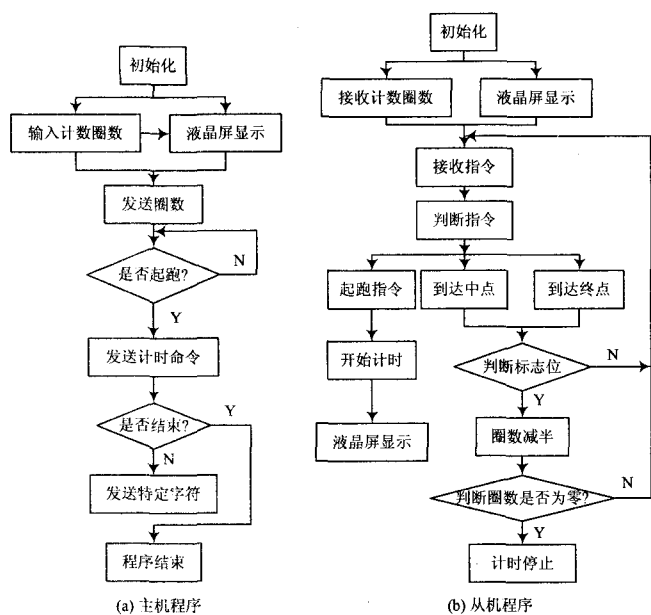 初始化
输入计数圈数
液晶屏显示
发送圈数
是否起跑?
N
Y
发送计时命令
是否结束?
Y
N
发送特定字符
程序结束
(a) 主机程序
初始化
接收计数圈数
液晶屏显示
接收指令
判断指令
起跑指令
到达中点
到达终点
开始计时
判断标志位
N
Y
液晶屏显示
圈数减半
判断圈数是否为零?
N
Y
计时停止
(b) 从机程序